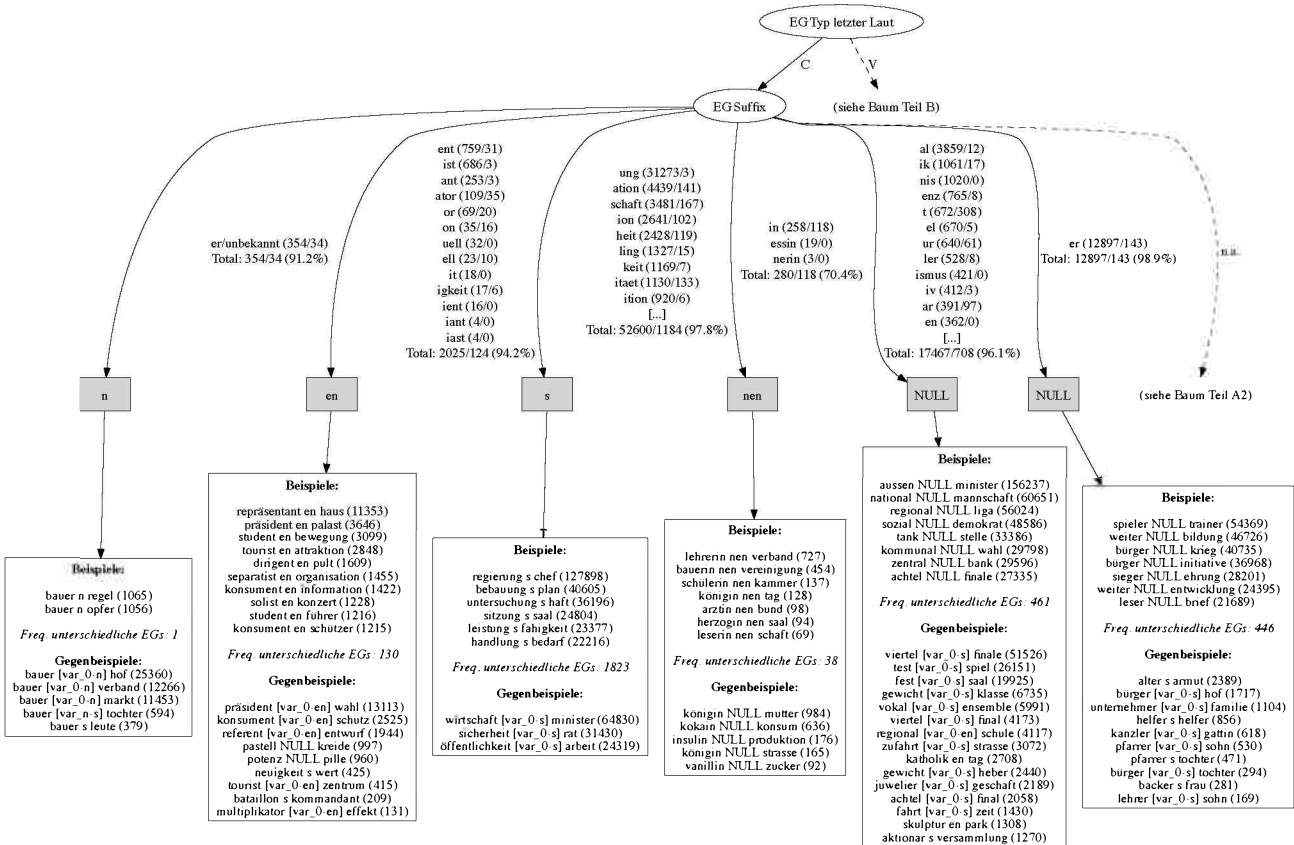 EG Typ letzter Laut
C
V
EG Suffix
(siehe Baum Teil B)
er/unbekannt (354/34)
Total: 354/34 (91.2%)
ent (759/31)
ist (686/3)
ant (253/3)
ator (109/35)
or (69/20)
on (35/16)
uell (32/0)
ell (23/10)
it (18/0)
igkeit (17/6)
ient (16/0)
iant (4/0)
iast (4/0)
Total: 2025/124 (94.2%)
ung (31273/3)
ation (4439/141)
schaft (3481/167)
ion (2641/102)
heit (2428/119)
ling (1327/15)
keit (1169/7)
itaet (1130/133)
ition (920/6)
[...]
Total: 52600/1184 (97.8%)
in (258/118)
essin (19/0)
nerin (3/0)
Total: 280/118 (70.4%)
al (3859/12)
ik (1061/17)
nis (1020/0)
enz (765/8)
t (672/308)
el (670/5)
ur (640/61)
ler (528/8)
ismus (421/0)
iv (412/3)
ar (391/97)
en (362/0)
[...]
Total: 17467/708 (96.1%)
er (12897/143)
Total: 12897/143 (98.9%)
n.a.
n
en
s
nen
NULL
NULL
(siehe Baum Teil A2)
Beispiele:
bauer n regel (1065)
bauer n opfer (1056)
Freq. unterschiedliche EGs: 1
Gegenbeispiele:
bauer [var_0-n] hof (25360)
bauer [var_0-n] verband (12266)
bauer [var_0-n] markt (11453)
bauer [var_n-s] tochter (594)
bauer s leute (379)
Beispiele:
repräsentant en haus (11353)
präsident en palast (3646)
student en bewegung (3099)
tourist en attraktion (2848)
dirigent en pult (1609)
separatist en organisation (1455)
konsument en information (1422)
solist en konzert (1228)
student en führer (1216)
konsument en schützer (1215)
Freq. unterschiedliche EGs: 130
Gegenbeispiele:
präsident [var_0-en] wahl (13113)
konsument [var_0-en] schutz (2525)
referent [var_0-en] entwurf (1944)
pastell NULL kreide (997)
potenz NULL pille (960)
neuigkeit s wert (425)
tourist [var_0-en] zentrum (415)
bataillon s kommandant (209)
multiplikator [var_0-en] effekt (131)
Beispiele:
regierung s chef (127898)
bebauung s plan (40605)
untersuchung s haft (36196)
sitzung s saal (24804)
leistung s fahigkeit (23377)
handlung s bedarf (22216)
Freq. unterschiedliche EGs: 1823
Gegenbeispiele:
wirtschaft [var_0-s] minister (64830)
sicherheit [var_0-s] rat (31430)
öffentlichkeit [var_0-s] arbeit (24319)
Beispiele:
lehrerin nen verband (727)
bauerin nen vereinigung (454)
schülerin nen kammer (137)
königin nen tag (128)
arztin nen bund (98)
herzogin nen saal (94)
leserin nen schaft (69)
Freq. unterschiedliche EGs: 38
Gegenbeispiele:
königin NULL mutter (984)
kokain NULL konsum (636)
insulin NULL produktion (176)
königin NULL strasse (165)
vanillin NULL zucker (92)
Beispiele:
aussen NULL minister (156237)
national NULL mannschaft (60651)
regional NULL liga (56024)
sozial NULL demokrat (48586)
tank NULL stelle (33386)
kommunal NULL wahl (29798)
zentral NULL bank (29596)
achtel NULL finale (27335)
Freq. unterschiedliche EGs: 461
Gegenbeispiele:
viertel [var_0-s] finale (51526)
test [var_0-s] spiel (26151)
fest [var_0-s] saal (19925)
gewicht [var_0-s] klasse (6735)
vokal [var_0-s] ensemble (5991)
viertel [var_0-s] final (4173)
regional [var_0-s] schule (4117)
zufahrt [var_0-s] strasse (3072)
katholik en tag (2708)
gewicht [var_0-s] heber (2440)
juwelier [var_0-s] geschaft (2189)
achtel [var_0-s] final (2058)
fahrt [var_0-s] zeit (1430)
skulptur en park (1308)
aktionar s versammlung (1270)
Beispiele:
spieler NULL trainer (54369)
weiter NULL bildung (46726)
bürger NULL krieg (40735)
bürger NULL initiative (36968)
sieger NULL ehrung (28201)
weiter NULL entwicklung (24395)
leser NULL brief (21689)
Freq. unterschiedliche EGs: 446
Gegenbeispiele:
alter s armut (2389)
bürger [var_0-s] hof (1717)
unternehmer [var_0-s] familie (1104)
helfer s helfer (856)
kanzler [var_0-s] gattin (618)
pfarrer [var_0-s] sohn (530)
pfarrer s tochter (471)
bürger [var_0-s] tochter (294)
backer s frau (281)
lehrer [var_0-s] sohn (169)